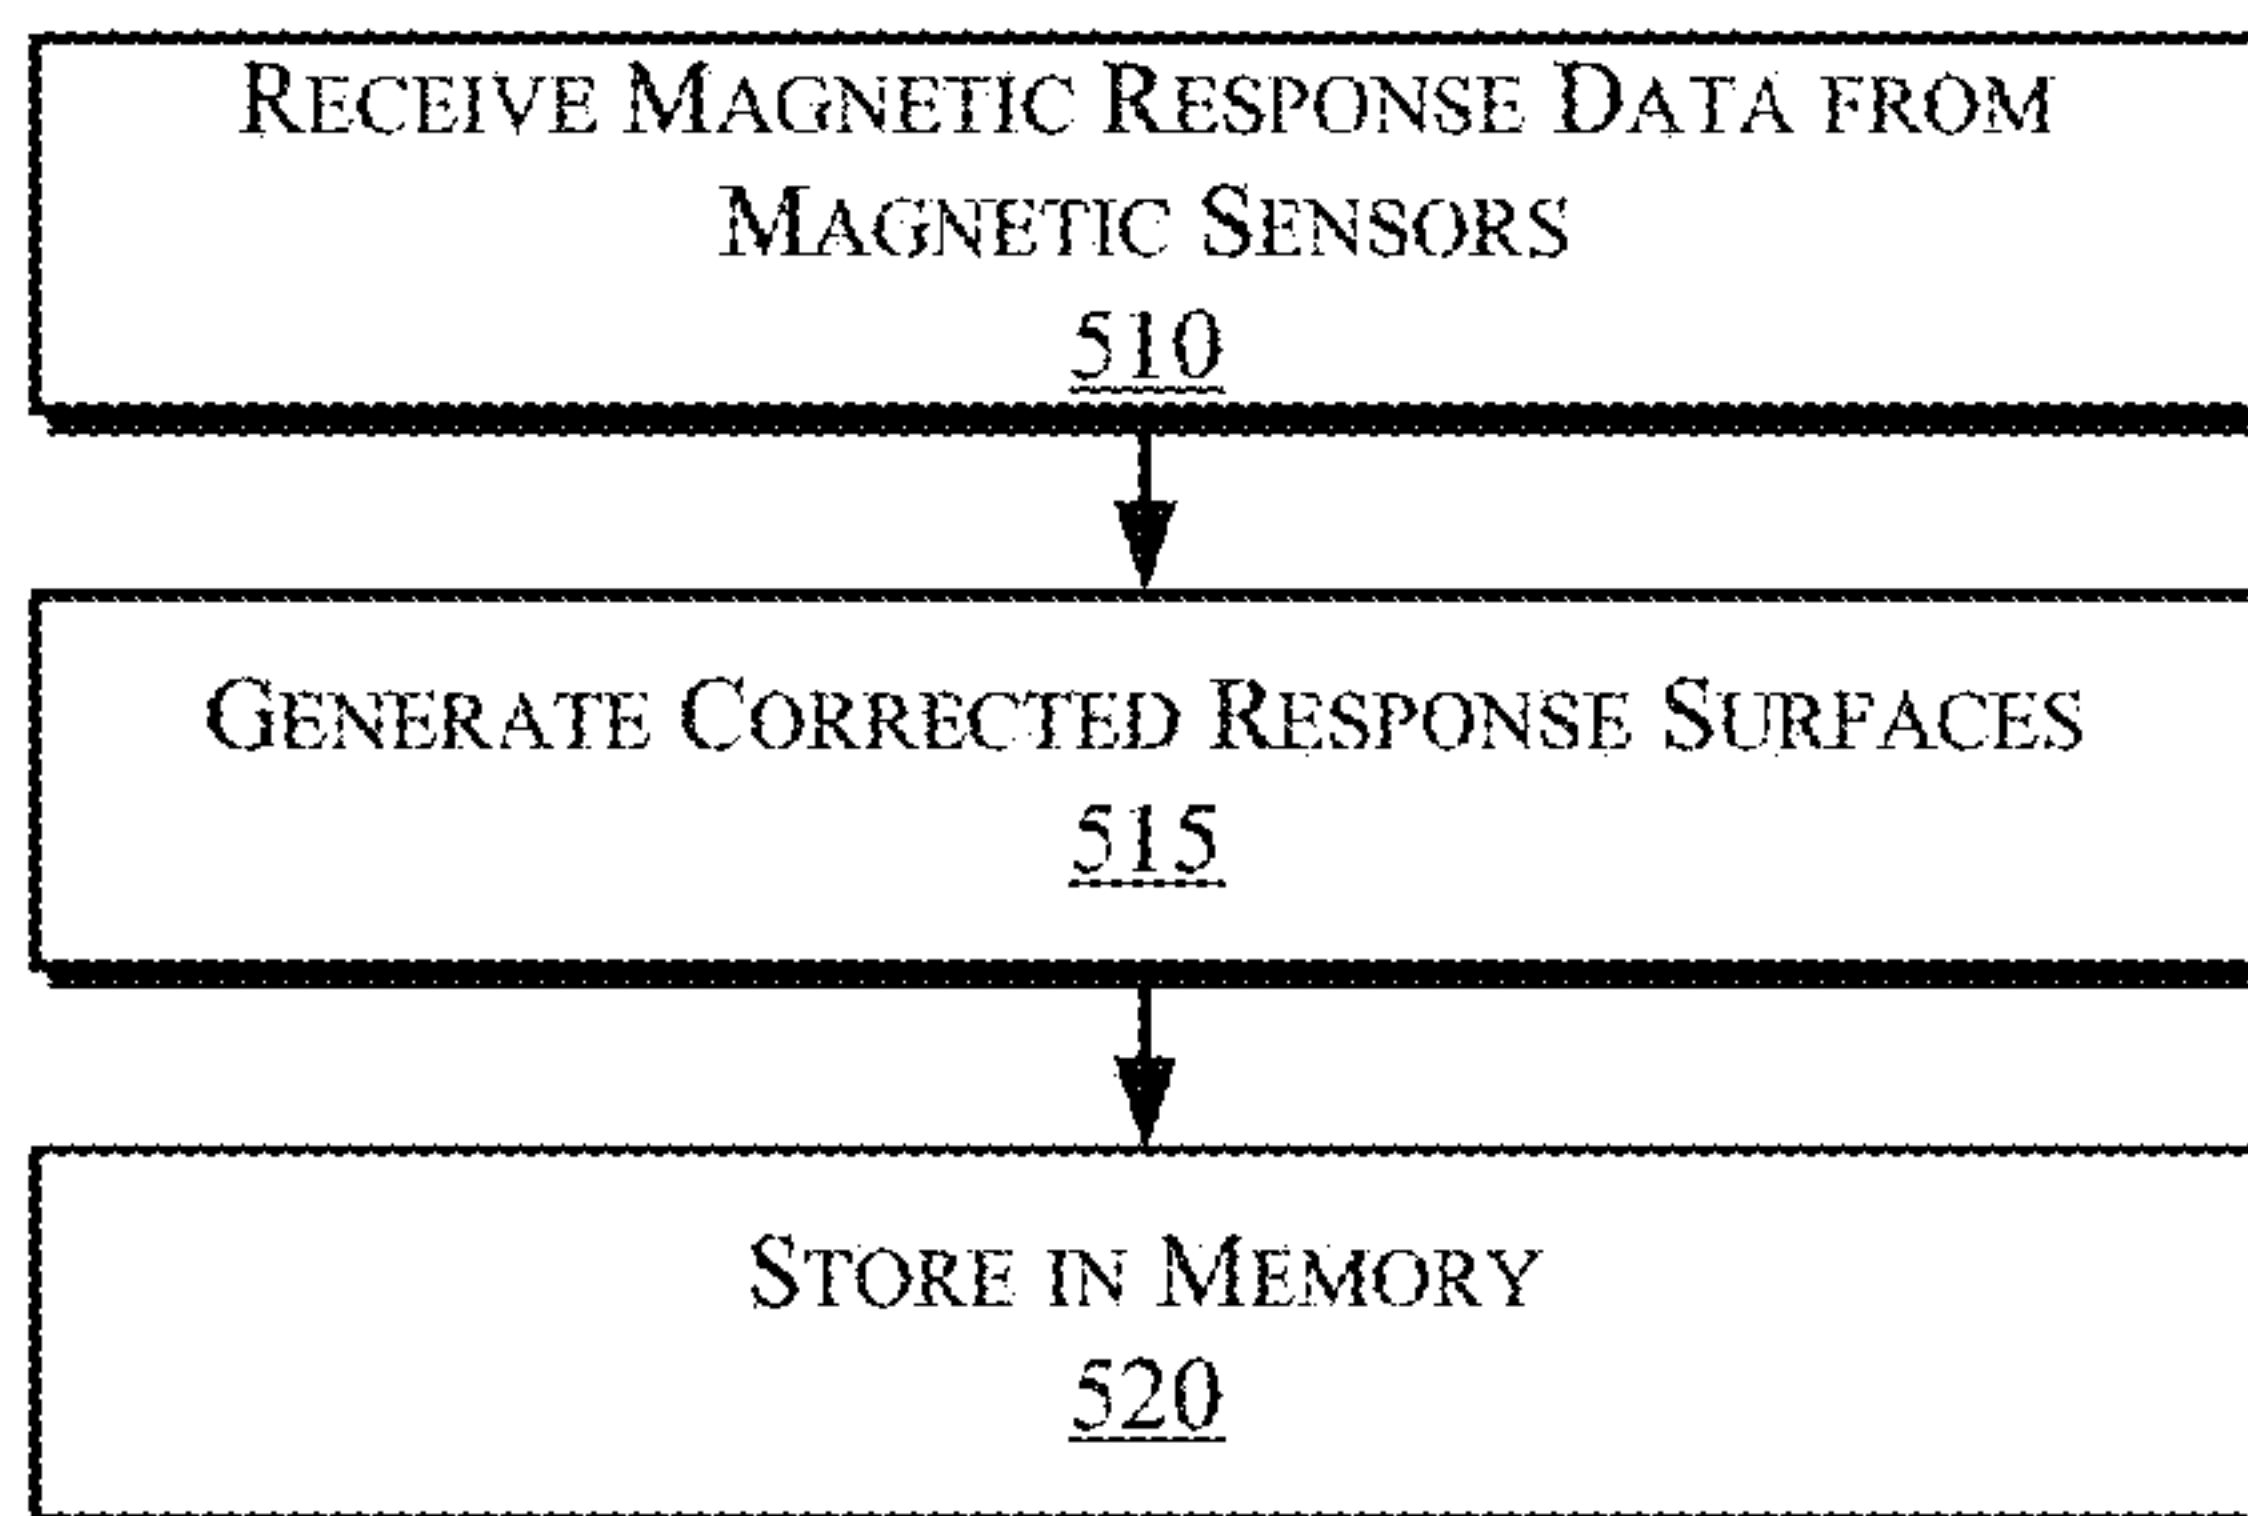 RECEIVE MAGNETIC RESPONSE DATA FROM
MAGNETIC SENSORS
510
GENERATE CORRECTED RESPONSE SURFACES
515
STORE IN MEMORY
520